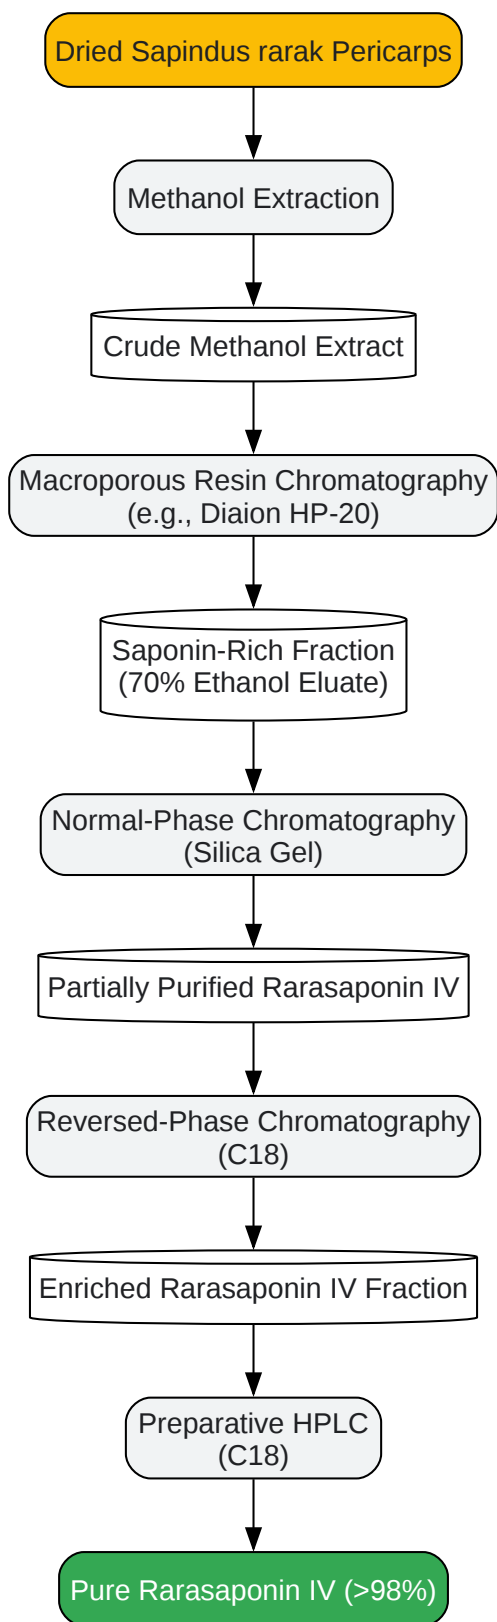 Dried Sapindus rarak Pericarps
Methanol Extraction
Crude Methanol Extract
Macroporous Resin Chromatography
(e.g., Diaion HP-20)
Saponin-Rich Fraction
(70% Ethanol Eluate)
Normal-Phase Chromatography
(Silica Gel)
Partially Purified Rarasaponin IV
Reversed-Phase Chromatography
(C18)
Enriched Rarasaponin IV Fraction
Preparative HPLC
(C18)
Pure Rarasaponin IV (>98%)